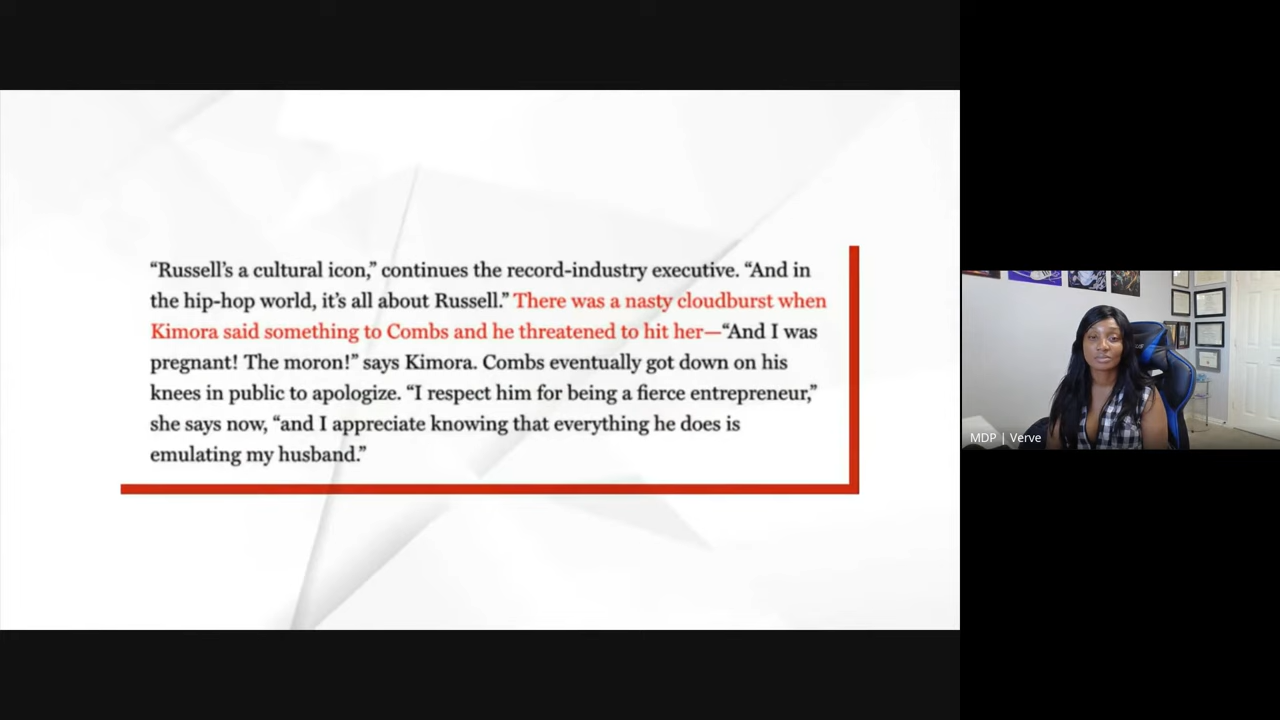 “Russell’s a cultural icon,” continues the record-industry executive. “And in
the hip-hop world, it’s all about Russell.” There was a nasty cloudburst when
Kimora said something to Combs and he threatened to hit her—“And I was
pregnant! The moron!” says Kimora. Combs eventually got down on his
knees in public to apologize. “I respect him for being a fierce entrepreneur,”
she says now, “and I appreciate knowing that everything he does is
emulating my husband.”
MDP | Verve